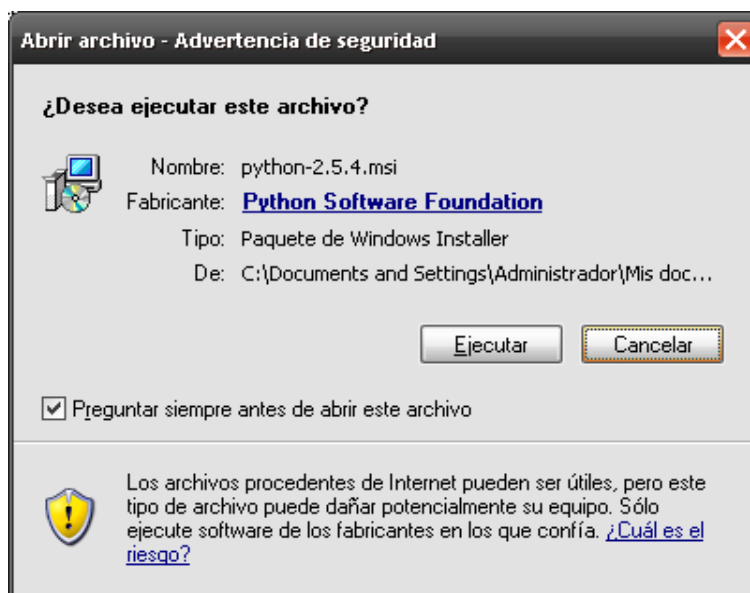 Abrir archivo - Advertencia de seguridad
¿Desea ejecutar este archivo?
Nombre: python-2.5.4.msi
Fabricante: Python Software Foundation
Tipo: Paquete de Windows Installer
De: C:\Documents and Settings\Administrador\Mis doc...
Ejecutar Cancelar
Preguntar siempre antes de abrir este archivo
Los archivos procedentes de Internet pueden ser útiles, pero este
tipo de archivo puede dañar potencialmente su equipo. Sólo
ejecute software de los fabricantes en los que confía. ¿Cuál es el
riesgo?